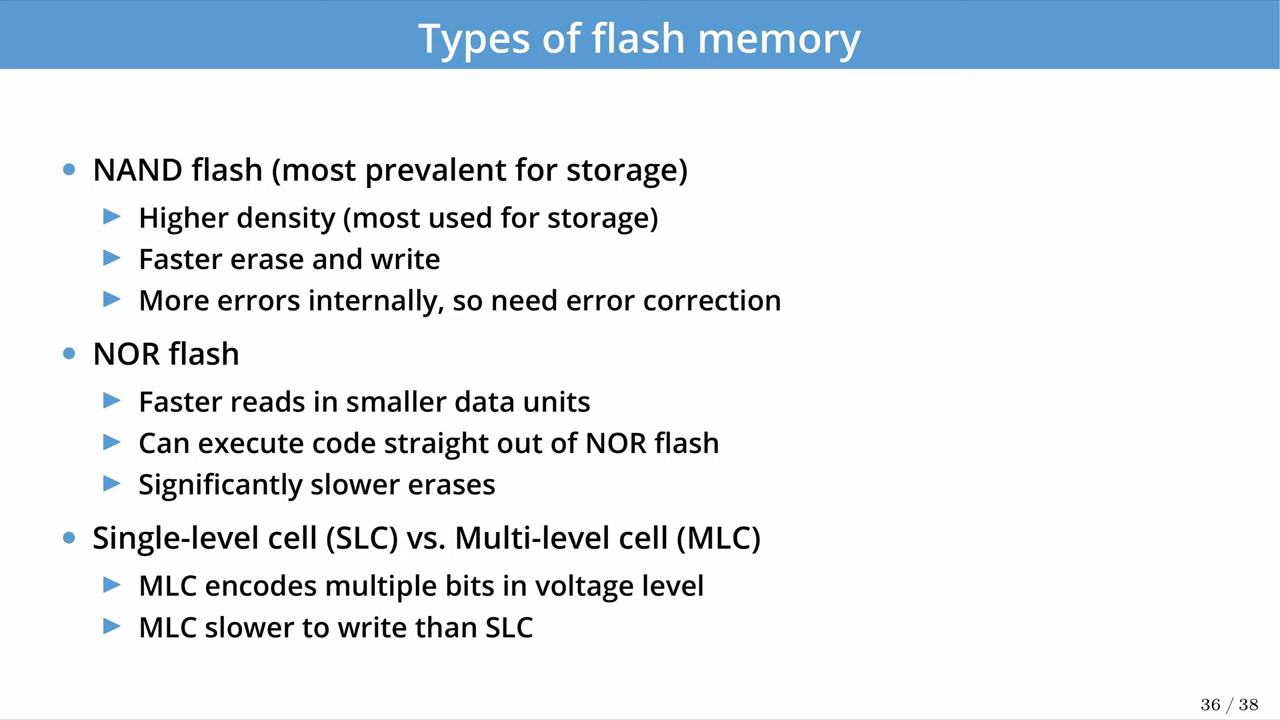 Types of flash memory
• NAND flash (most prevalent for storage)
▶ Higher density (most used for storage)
▶ Faster erase and write
▶ More errors internally, so need error correction
• NOR flash
▶ Faster reads in smaller data units
▶ Can execute code straight out of NOR flash
▶ Significantly slower erases
• Single-level cell (SLC) vs. Multi-level cell (MLC)
▶ MLC encodes multiple bits in voltage level
▶ MLC slower to write than SLC
36 / 38